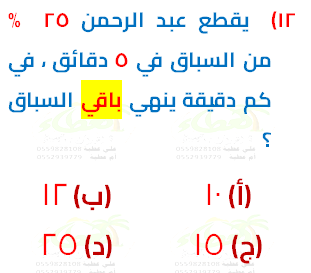 ١٢) يقطع عبد الرحمن ٢٥ %
من السباق في ٥ دقائق ، في
كم دقيقة ينهي باقي السباق
؟
(أ) ١٠ (ب) ١٢
(ج) ١٥ (د) ٢٥